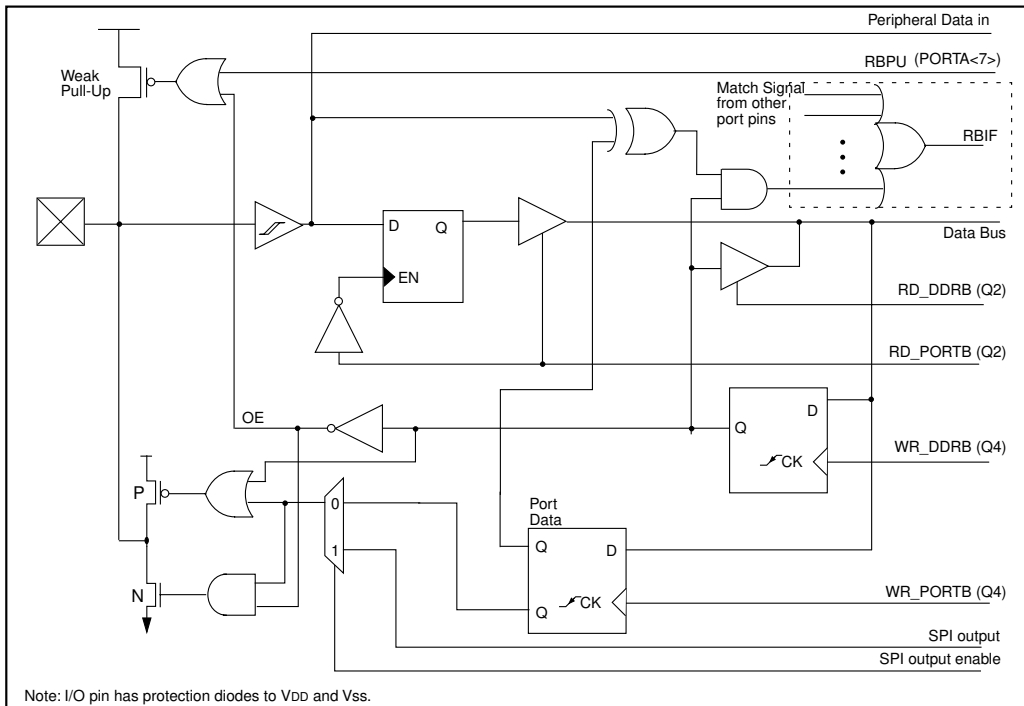 Peripheral Data in
RBPU (PORTA<7>)
Weak
Pull-Up
Match Signal
from other
port pins
RBIF
D
Q
EN
Data Bus
RD_DDRB (Q2)
RD_PORTB (Q2)
OE
D
Q
CK
WR_DDRB (Q4)
P
0
1
Port
Data
Q
D
N
Q
CK
WR_PORTB (Q4)
SPI output
SPI output enable
Note: I/O pin has protection diodes to VDD and Vss.